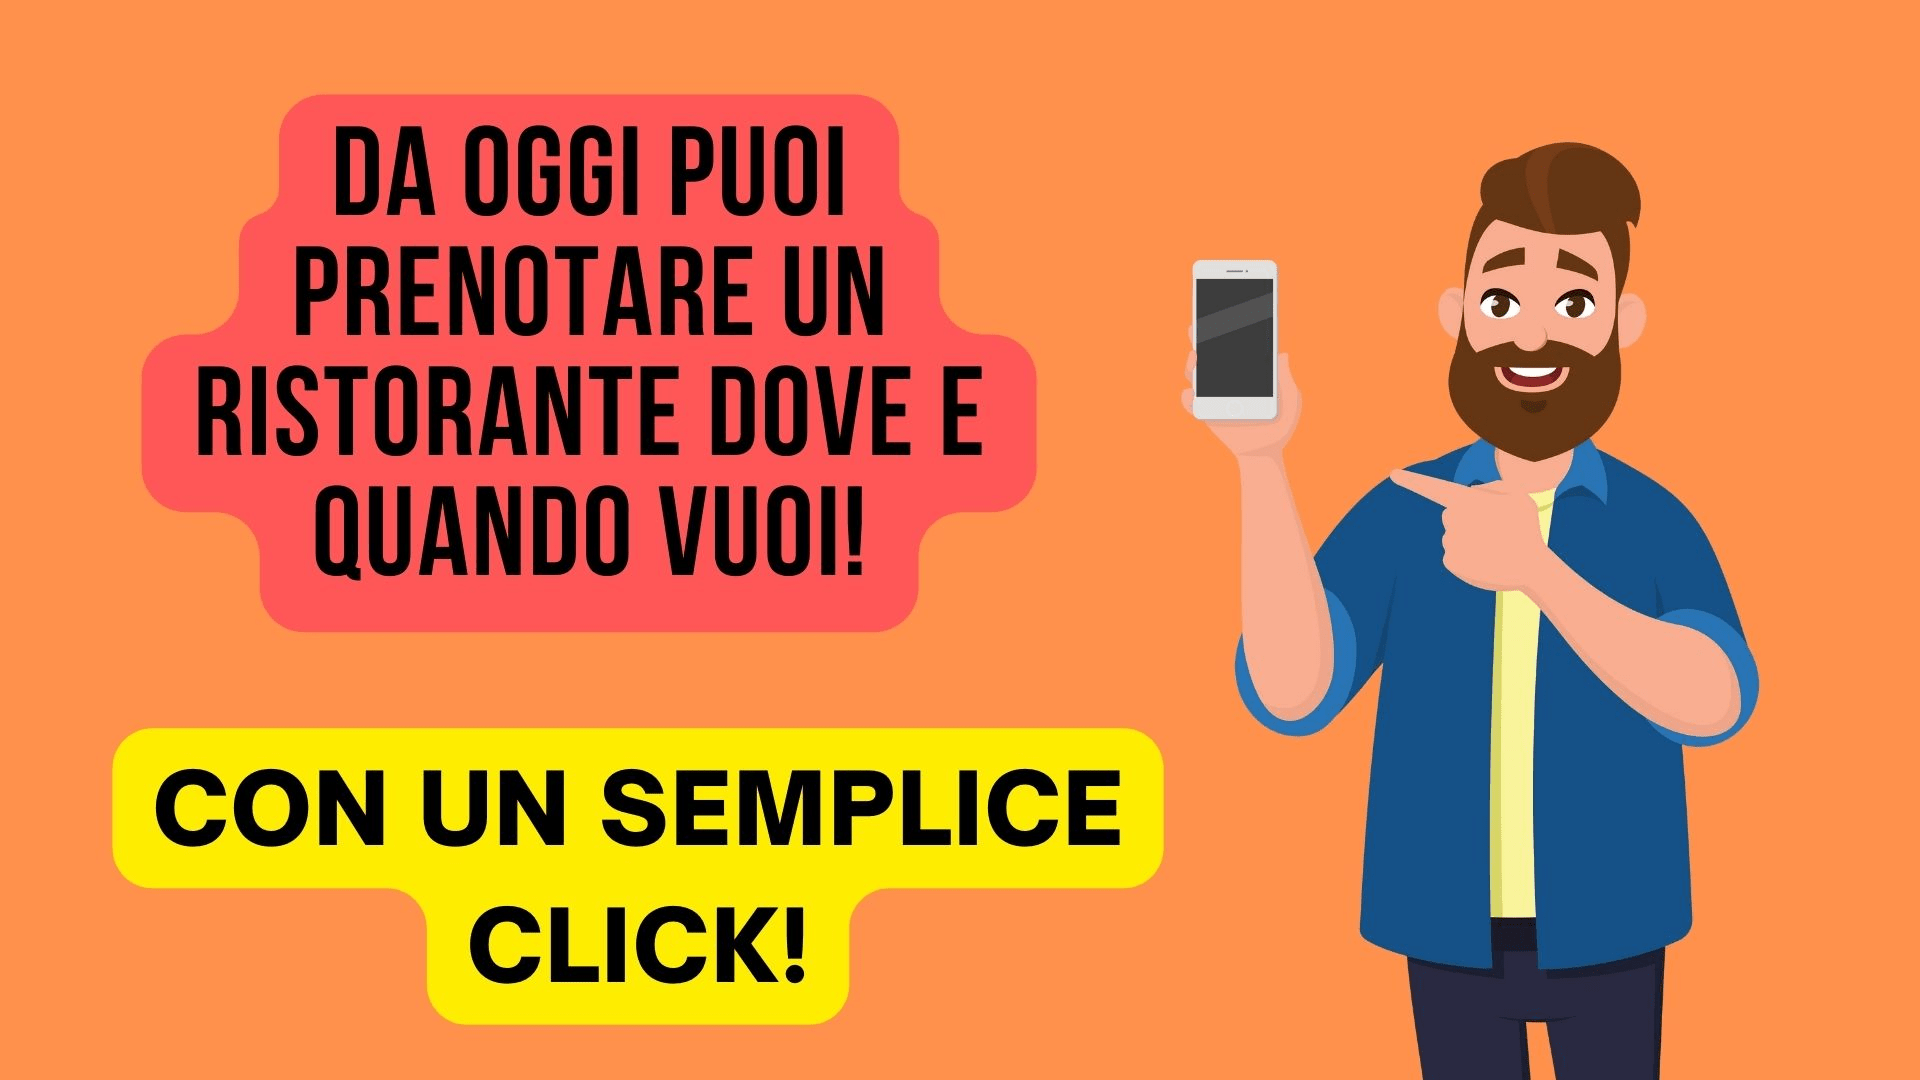 DA OGGI PUOI
PRENOTARE UN
RISTORANTE DOVE E
QUANDO VUOI!
CON UN SEMPLICE
CLICK!